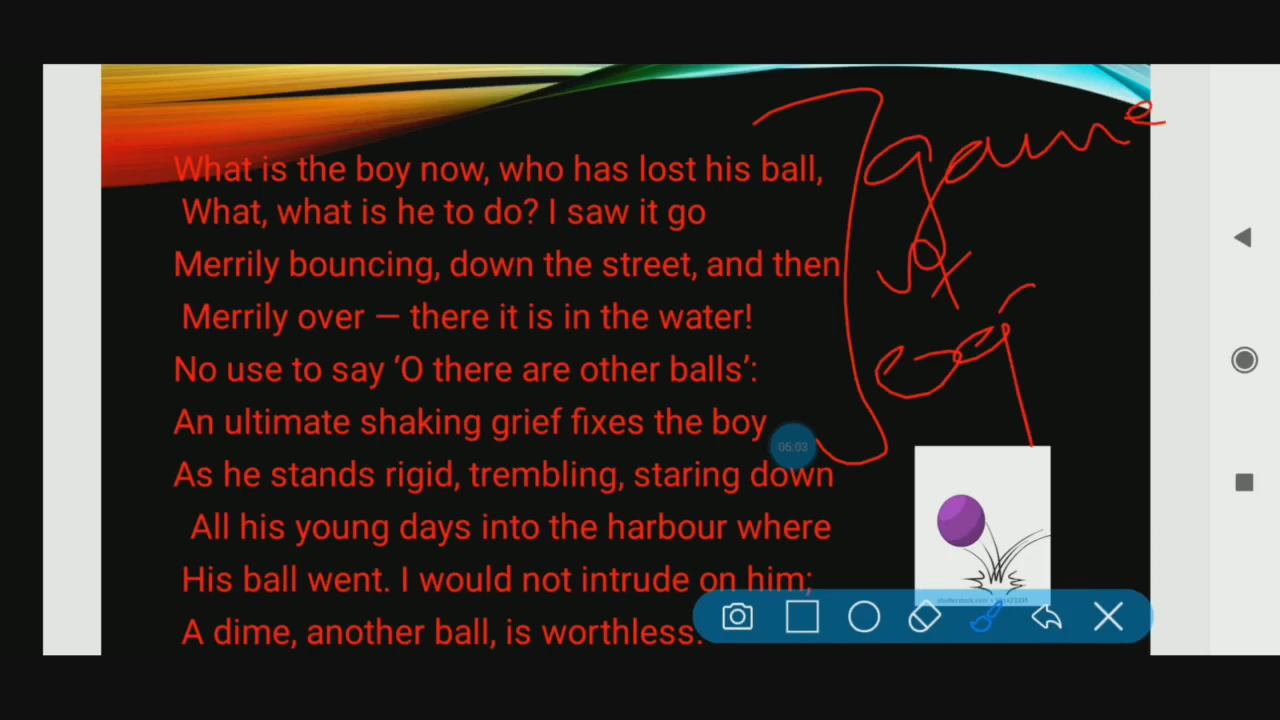 What is the boy now, who has lost his ball,
What, what is he to do? I saw it go
Merrily bouncing, down the street, and then
Merrily over — there it is in the water!
No use to say ‘O there are other balls’:
An ultimate shaking grief fixes the boy
As he stands rigid, trembling, staring down
All his young days into the harbour where
His ball went. I would not intrude on him;
A dime, another ball, is worthless.
game
06:03